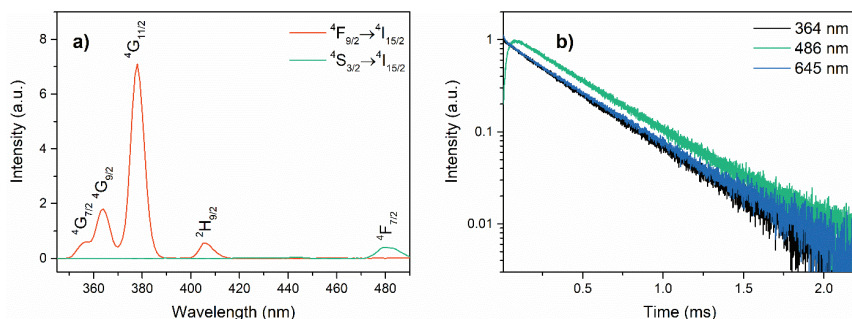 a)
⁴F₉/₂→⁴I₁₅/₂
⁴S₃/₂→⁴I₁₅/₂
⁴G₇/₂
⁴G₉/₂
⁴G₁₁/₂
²H₉/₂
⁴F₇/₂
Intensity (a.u.)
8
6
4
2
0
360 380 400 420 440 460 480
Wavelength (nm)
b)
364 nm
486 nm
645 nm
Intensity (a.u.)
1
0.1
0.01
0.5 1.0 1.5 2.0
Time (ms)